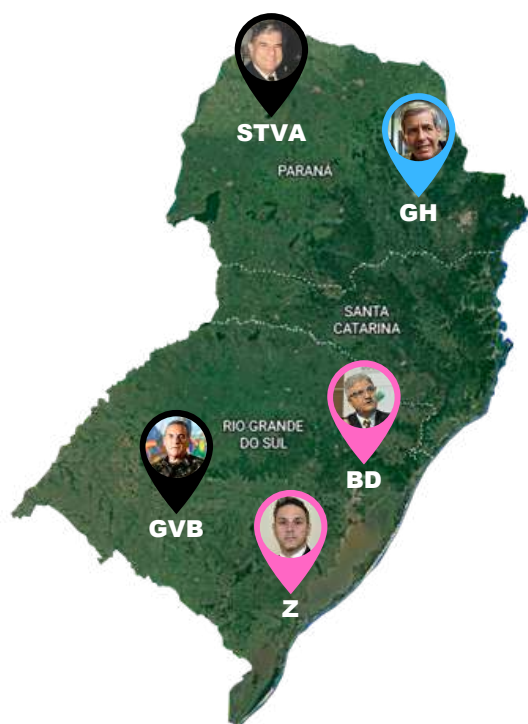 STVA
PARANÁ
GH
SANTA
CATARINA
RIO GRANDE
DO SUL
BD
GVB
Z